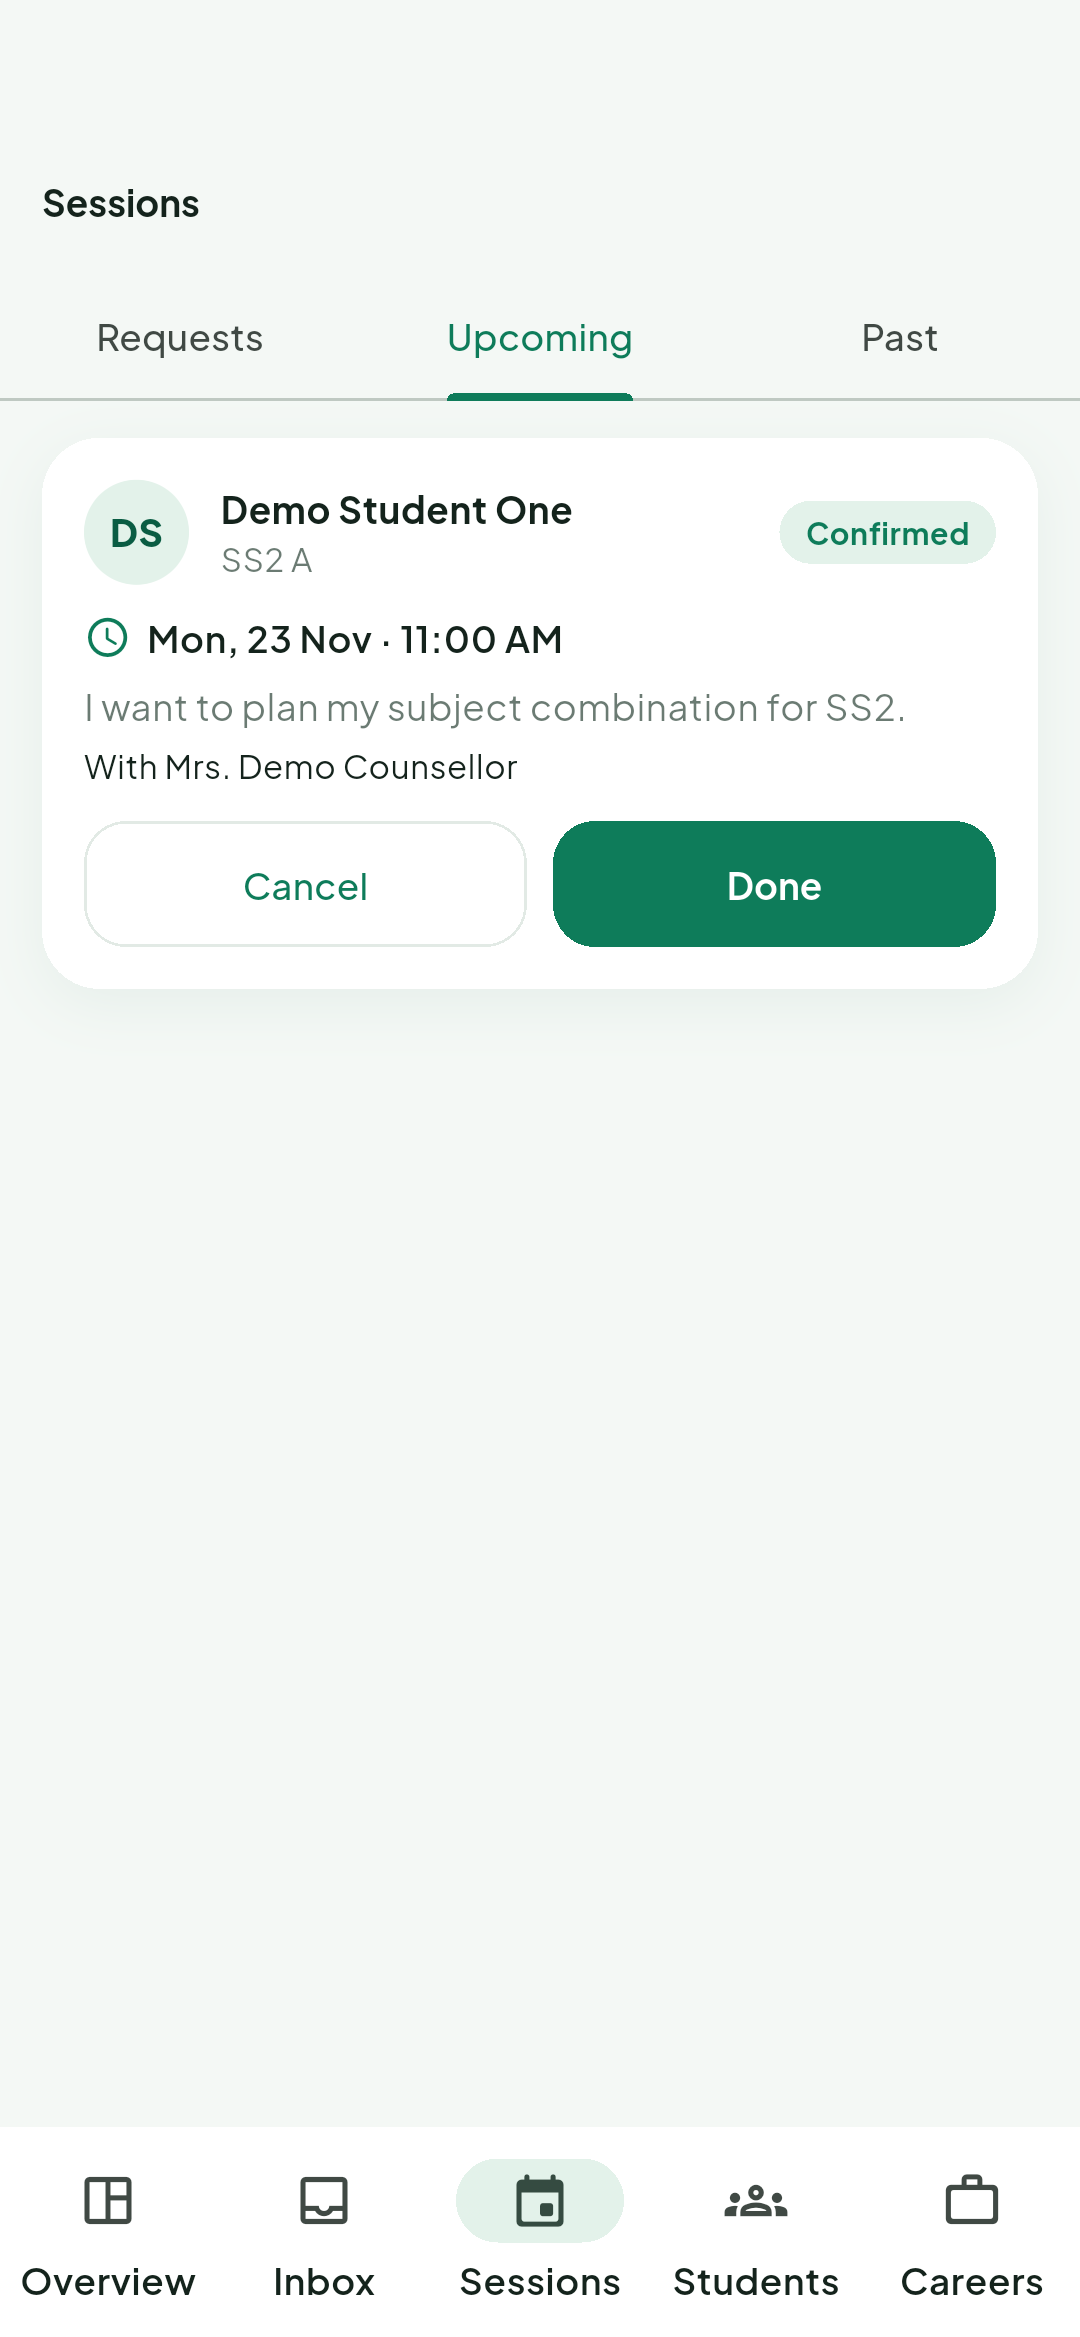 Sessions
Requests
Upcoming
Past
DS
Demo Student One
SS2 A
Confirmed
Mon, 23 Nov · 11:00 AM
I want to plan my subject combination for SS2.
With Mrs. Demo Counsellor
Cancel
Done
Overview
Inbox
Sessions
Students
Careers